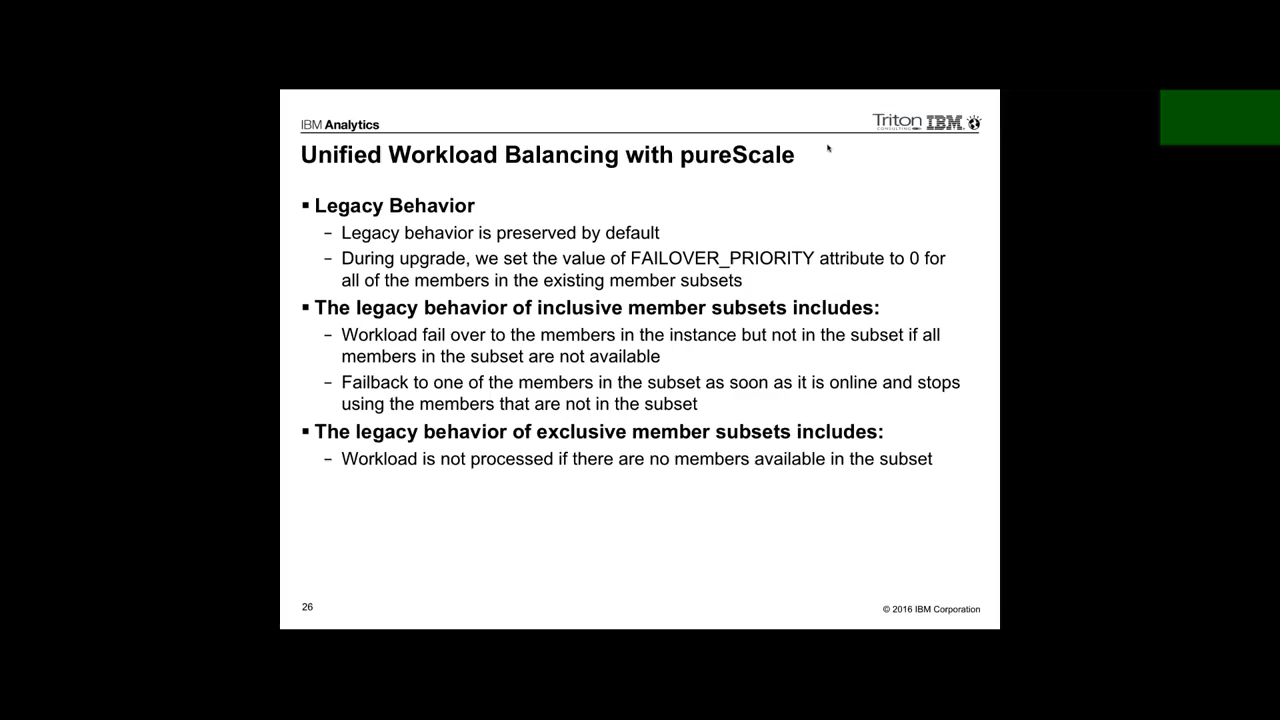 IBM Analytics
Triton IBM
CONSULTING
Unified Workload Balancing with pureScale
▪ Legacy Behavior
– Legacy behavior is preserved by default
– During upgrade, we set the value of FAILOVER_PRIORITY attribute to 0 for
all of the members in the existing member subsets
▪ The legacy behavior of inclusive member subsets includes:
– Workload fail over to the members in the instance but not in the subset if all
members in the subset are not available
– Failback to one of the members in the subset as soon as it is online and stops
using the members that are not in the subset
▪ The legacy behavior of exclusive member subsets includes:
– Workload is not processed if there are no members available in the subset
26
© 2016 IBM Corporation